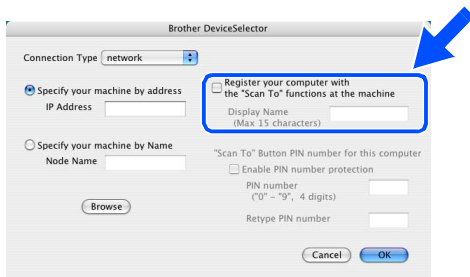 Brother DeviceSelector
Connection Type network
Specify your machine by address
IP Address
Specify your machine by Name
Node Name
Browse
Register your computer with
the "Scan To" functions at the machine
Display Name
(Max 15 characters)
"Scan To" Button PIN number for this computer
Enable PIN number protection
PIN number
("0" ~ "9", 4 digits)
Retype PIN number
Cancel OK